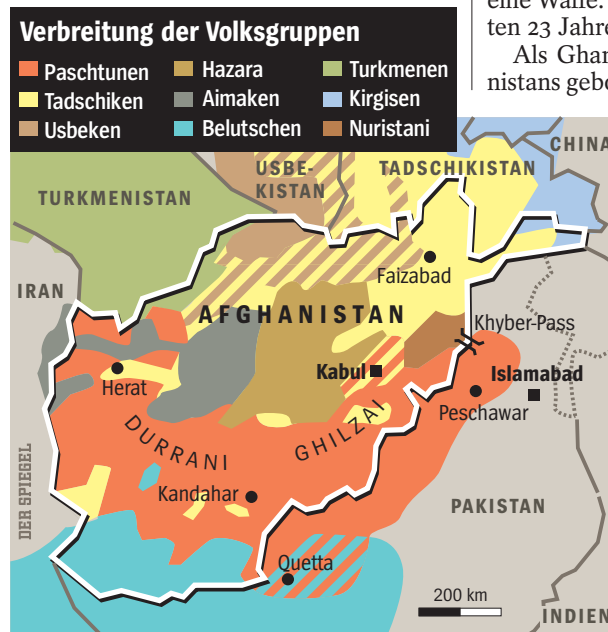 eine Waffe.
ten 23 Jahre
Als Ghan
nistans gebo
Verbreitung der Volksgruppen
Paschtunen
Hazara
Turkmenen
Tadschiken
Aimaken
Kirgisen
Usbeken
Belutschen
Nuristani
CHINA
USBE-
KISTAN
TADSCHIKISTAN
TURKMENISTAN
Faizabad
IRAN
AFGHANISTAN
Khyber-Pass
Kabul
Islamabad
Herat
Peschawar
DURRANI
GHILZAI
Kandahar
PAKISTAN
DER SPIEGEL
Quetta
200 km
INDIEN